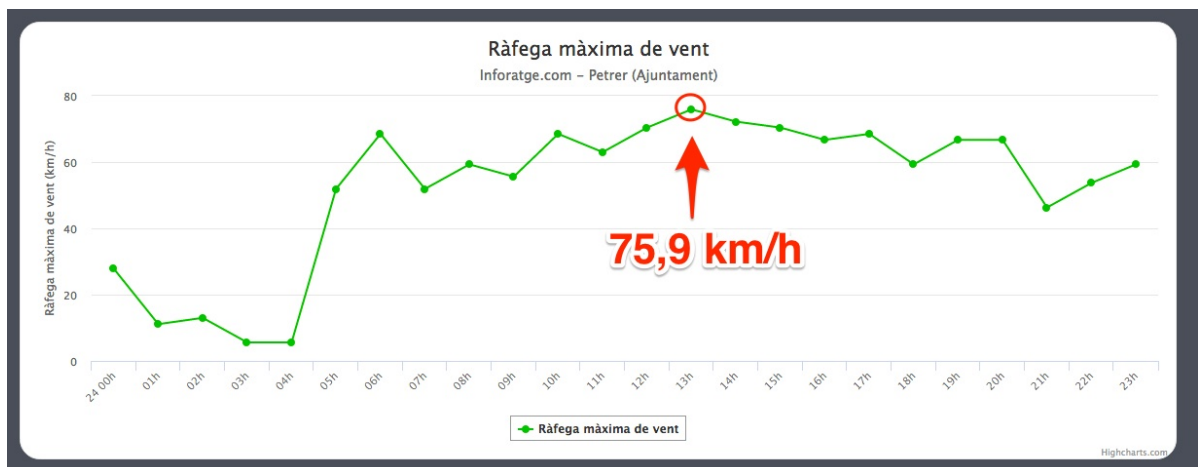 Ràfega màxima de vent
Inforatge.com – Petrer (Ajuntament)
Ràfega màxima de vent (km/h)
80
60
40
20
0
75,9 km/h
24 00h 01h 02h 03h 04h 05h 06h 07h 08h 09h 10h 11h 12h 13h 14h 15h 16h 17h 18h 19h 20h 21h 22h 23h
Ràfega màxima de vent
Highcharts.com